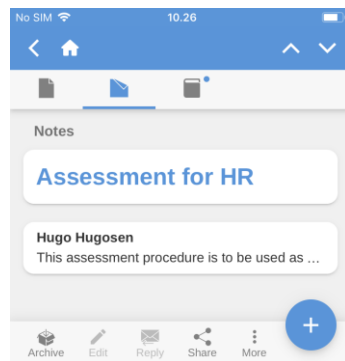 No SIM 10.26
Notes
Assessment for HR
Hugo Hugosen
This assessment procedure is to be used as ...
Archive Edit Reply Share More